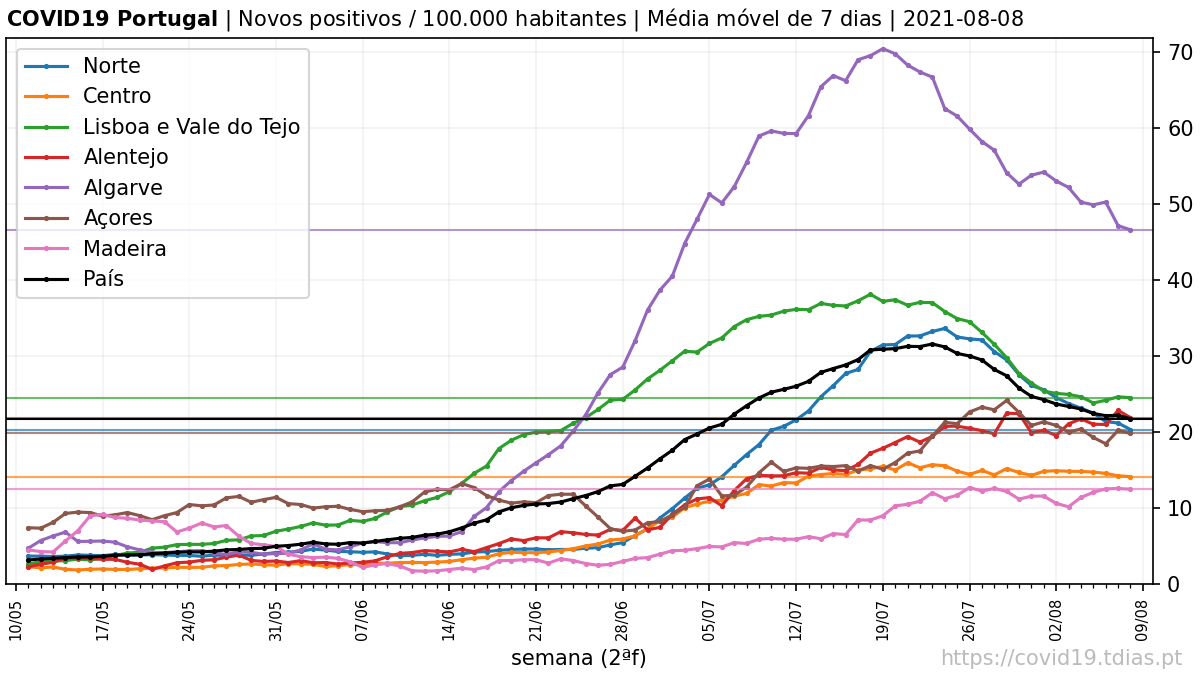 COVID19 Portugal | Novos positivos / 100.000 habitantes | Média móvel de 7 dias | 2021-08-08
Norte
Centro
Lisboa e Vale do Tejo
Alentejo
Algarve
Açores
Madeira
País
70
60
50
40
30
20
10
0
10/05
17/05
24/05
31/05
07/06
14/06
21/06
28/06
05/07
12/07
19/07
26/07
02/08
09/08
semana (2ªf)
https://covid19.tdias.pt